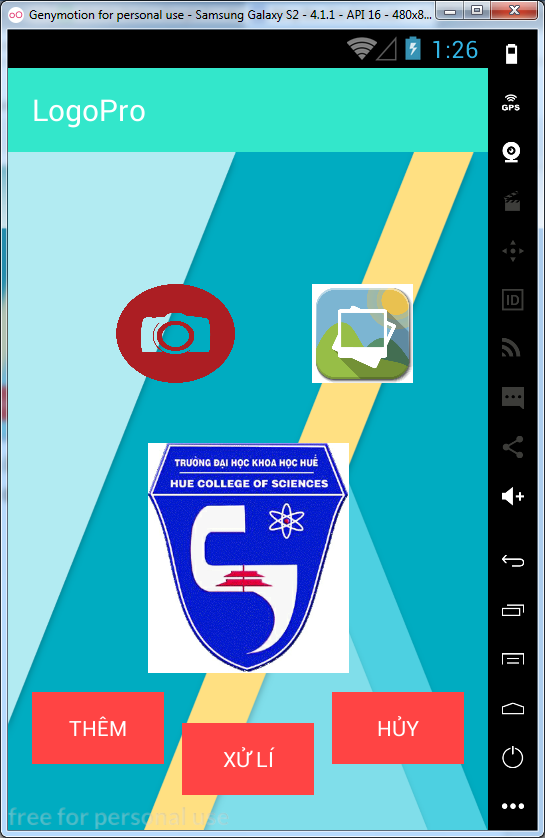 Genymotion for personal use - Samsung Galaxy S2 - 4.1.1 - API 16 - 480x8...
1:26
GPS
LogoPro
ID
TRƯỜNG ĐẠI HỌC KHOA HỌC HUẾ
HUE COLLEGE OF SCIENCES
THÊM
HỦY
XỬ LÍ
free for personal use